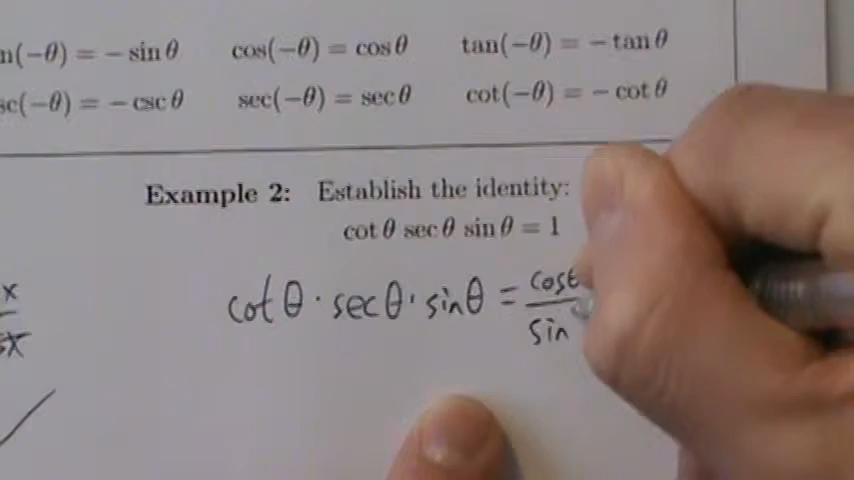 n(−θ) = − sin θ cos(−θ) = cos θ tan(−θ) = − tan θ
sc(−θ) = − csc θ sec(−θ) = sec θ cot(−θ) = − cot θ
Example 2: Establish the identity:
cot θ sec θ sin θ = 1
x
cot θ · sec θ · sin θ = cos
sin
x